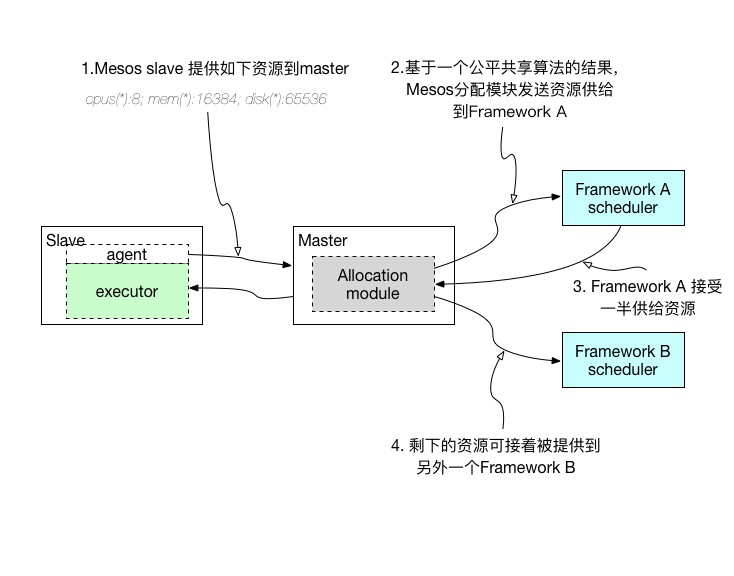 1.Mesos slave 提供如下资源到master
cpus(*):8; mem(*):16384; disk(*):65536
2.基于一个公平共享算法的结果，
Mesos分配模块发送资源供给
到Framework A
Framework A
scheduler
Slave
agent
executor
Master
Allocation
module
3. Framework A 接受
一半供给资源
Framework B
scheduler
4. 剩下的资源可接着被提供到
另外一个Framework B